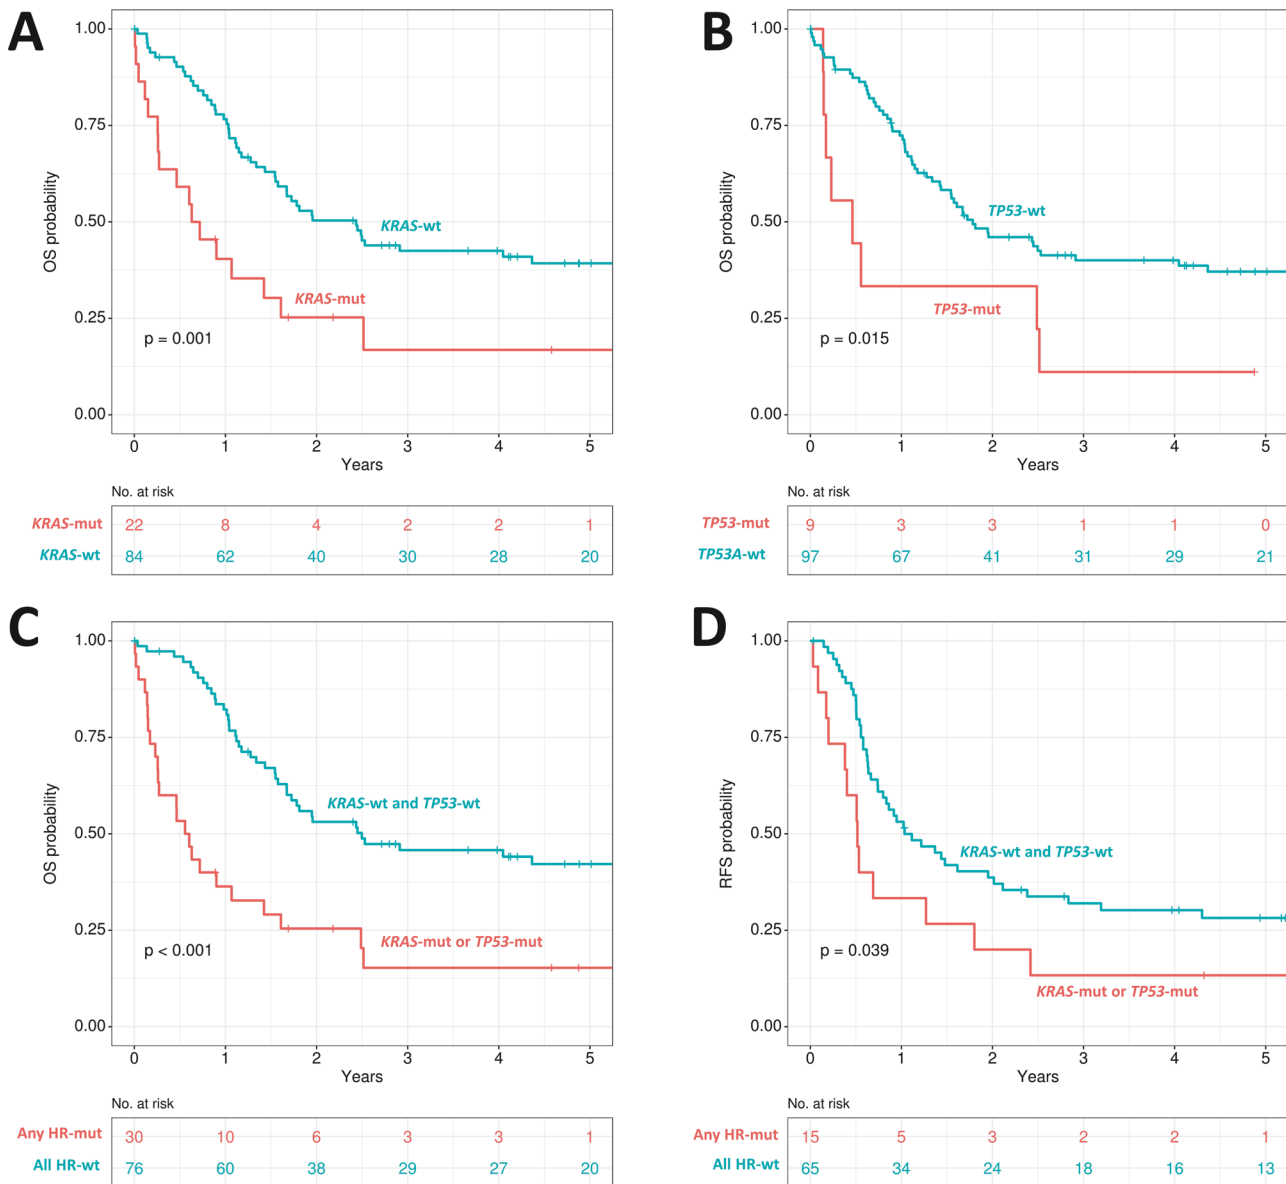 A
1.00
0.75
0.50
0.25
0.00
OS probability
KRAS-wt
KRAS-mut
p = 0.001
0 1 2 3 4 5
Years
No. at risk
KRAS-mut 22 8 4 2 2 1
KRAS-wt 84 62 40 30 28 20
B
1.00
0.75
0.50
0.25
0.00
OS probability
TP53-wt
TP53-mut
p = 0.015
0 1 2 3 4 5
Years
No. at risk
TP53-mut 9 3 3 1 1 0
TP53A-wt 97 67 41 31 29 21
C
1.00
0.75
0.50
0.25
0.00
OS probability
KRAS-wt and TP53-wt
KRAS-mut or TP53-mut
p < 0.001
0 1 2 3 4 5
Years
No. at risk
Any HR-mut 30 10 6 3 3 1
All HR-wt 76 60 38 29 27 20
D
1.00
0.75
0.50
0.25
0.00
RFS probability
KRAS-wt and TP53-wt
KRAS-mut or TP53-mut
p = 0.039
0 1 2 3 4 5
Years
No. at risk
Any HR-mut 15 5 3 2 2 1
All HR-wt 65 34 24 18 16 13